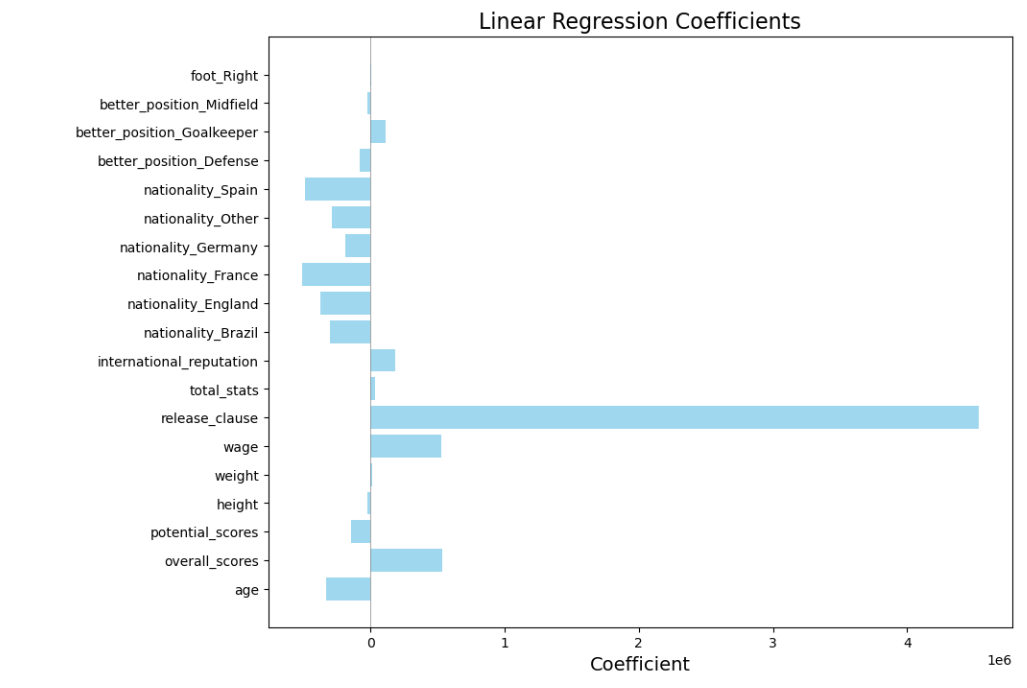 Linear Regression Coefficients
foot_Right
better_position_Midfield
better_position_Goalkeeper
better_position_Defense
nationality_Spain
nationality_Other
nationality_Germany
nationality_France
nationality_England
nationality_Brazil
international_reputation
total_stats
release_clause
wage
weight
height
potential_scores
overall_scores
age
0 1 2 3 4
1e6
Coefficient